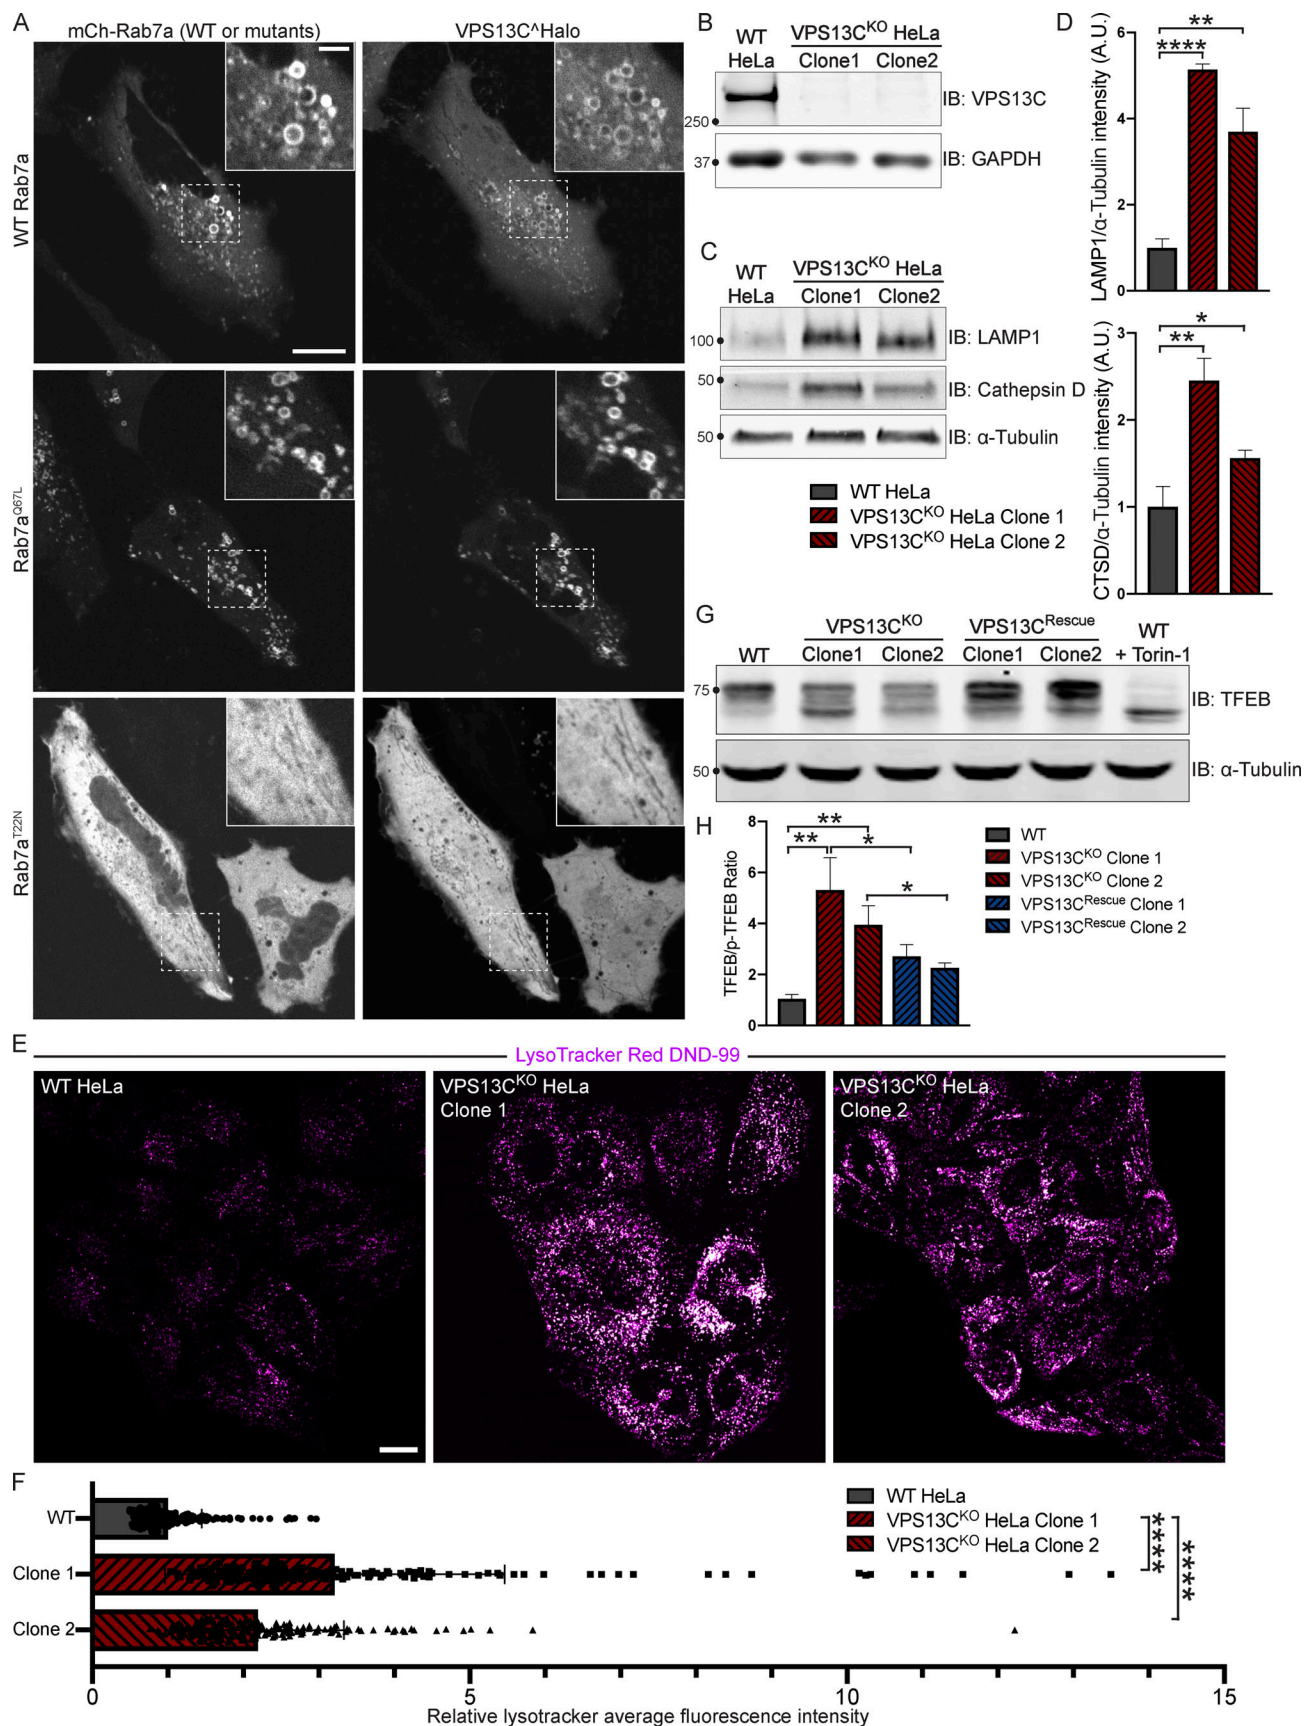 A
mCh-Rab7a (WT or mutants)
VPS13C^Halo
WT Rab7a
Rab7aQ67L
Rab7aT22N
B
WT
HeLa
VPS13CKO HeLa
Clone1 Clone2
250
IB: VPS13C
37
IB: GAPDH
C
WT
HeLa
VPS13CKO HeLa
Clone1 Clone2
100
IB: LAMP1
50
IB: Cathepsin D
50
IB: α-Tubulin
WT HeLa
VPS13CKO HeLa Clone 1
VPS13CKO HeLa Clone 2
D
LAMP1/α-Tubulin intensity (A.U.)
6
4
2
0
**
****
CTSD/α-Tubulin intensity (A.U.)
3
2
1
0
*
**
G
WT
VPS13CKO
Clone1 Clone2
VPS13CRescue
Clone1 Clone2
WT
+ Torin-1
75
IB: TFEB
50
IB: α-Tubulin
H
TFEB/p-TFEB Ratio
8
6
4
2
0
**
** *
*
WT
VPS13CKO Clone 1
VPS13CKO Clone 2
VPS13CRescue Clone 1
VPS13CRescue Clone 2
E
LysoTracker Red DND-99
WT HeLa
VPS13CKO HeLa
Clone 1
VPS13CKO HeLa
Clone 2
F
WT
Clone 1
Clone 2
WT HeLa
VPS13CKO HeLa Clone 1
VPS13CKO HeLa Clone 2
****
****
0 5 10 15
Relative lysotracker average fluorescence intensity